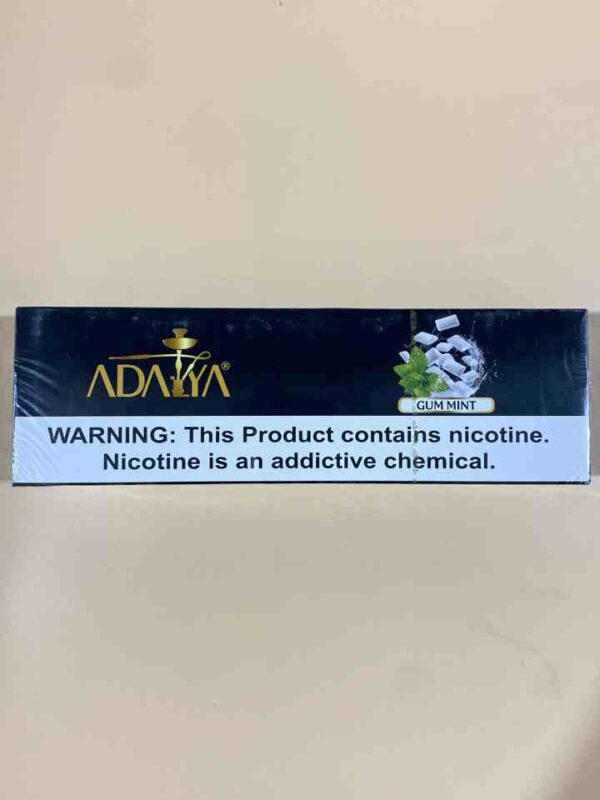 ADALYA®
GUM MINT
WARNING: This Product contains nicotine.
Nicotine is an addictive chemical.